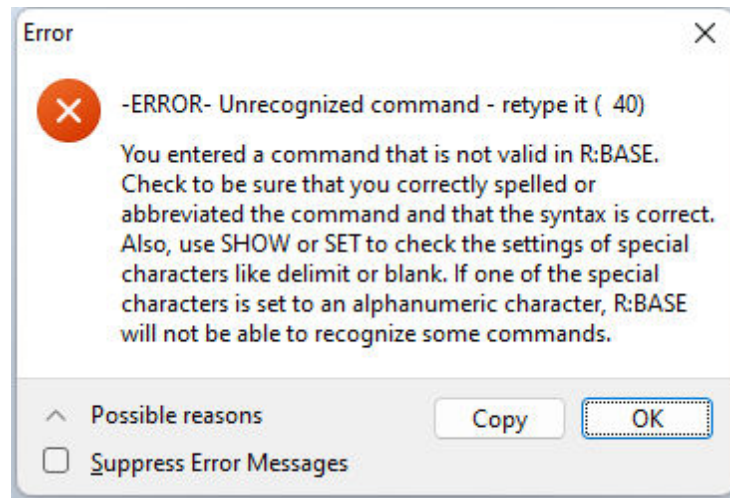 Error
-ERROR- Unrecognized command - retype it (  40)
You entered a command that is not valid in R:BASE.
Check to be sure that you correctly spelled or
abbreviated the command and that the syntax is correct.
Also, use SHOW or SET to check the settings of special
characters like delimit or blank. If one of the special
characters is set to an alphanumeric character, R:BASE
will not be able to recognize some commands.
Possible reasons
Copy
OK
Suppress Error Messages